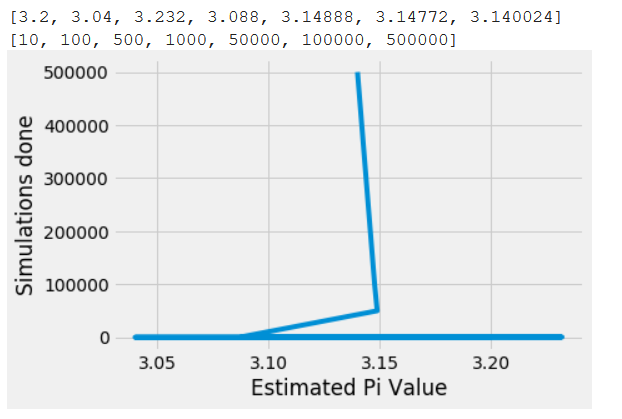 [3.2, 3.04, 3.232, 3.088, 3.14888, 3.14772, 3.140024]
[10, 100, 500, 1000, 50000, 100000, 500000]
500000
400000
300000
200000
100000
0
Simulations done
3.05 3.10 3.15 3.20
Estimated Pi Value